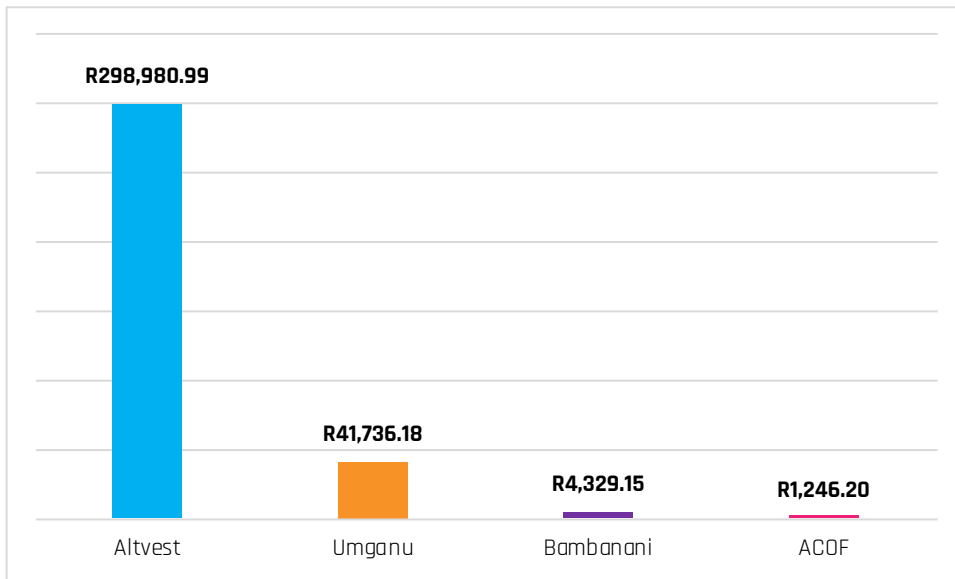 R298,980.99
R41,736.18
R4,329.15
R1,246.20
Altvest
Umganu
Bambanani
ACOF